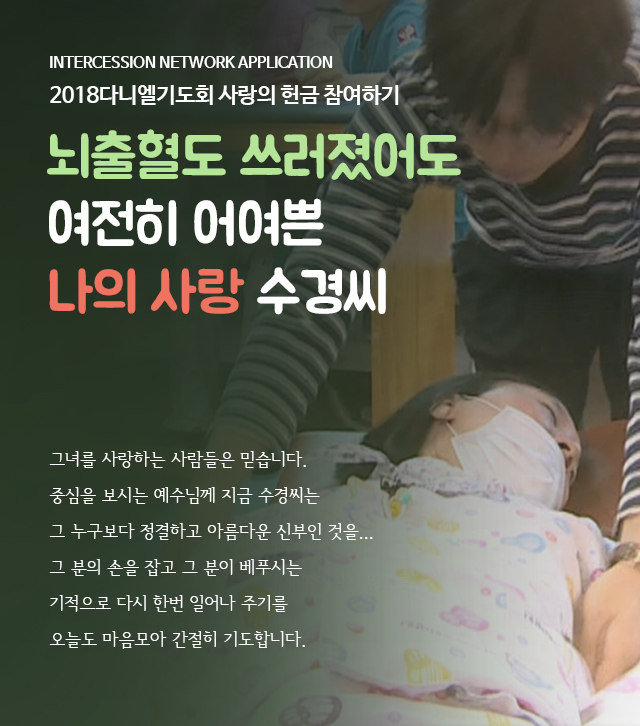 INTERCESSION NETWORK APPLICATION
2018다니엘기도회 사랑의 헌금 참여하기
뇌출혈도 쓰러졌어도
여전히 어여쁜
나의 사랑 수경씨
그녀를 사랑하는 사람들은 믿습니다.
중심을 보시는 예수님께 지금 수경씨는
그 누구보다 정결하고 아름다운 신부인 것을...
그 분의 손을 잡고 그 분이 베푸시는
기적으로 다시 한번 일어나 주기를
오늘도 마음모아 간절히 기도합니다.